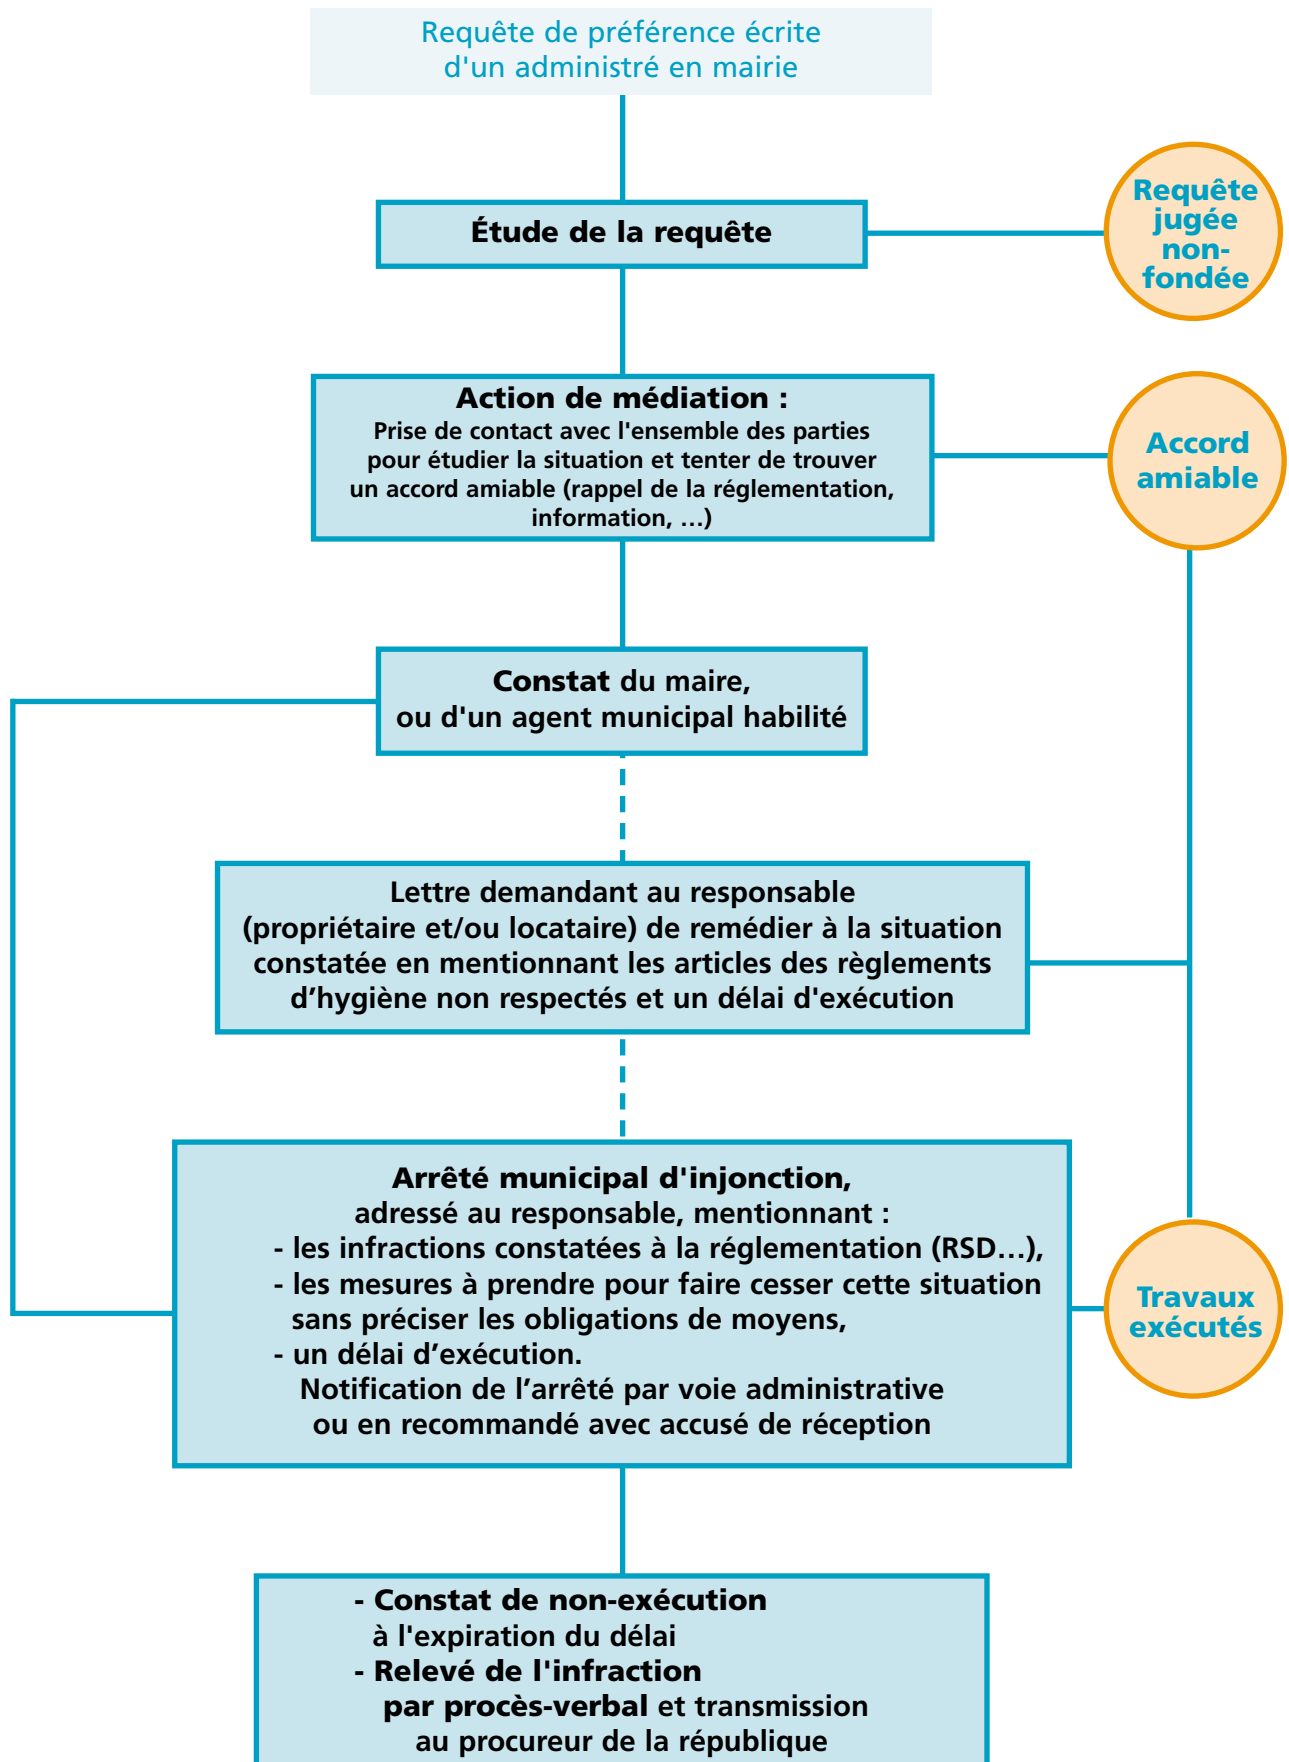 Requête de préférence écrite
d'un administré en mairie
Étude de la requête
Requête
jugée
non-
fondée
Action de médiation :
Prise de contact avec l'ensemble des parties
pour étudier la situation et tenter de trouver
un accord amiable (rappel de la réglementation,
information, …)
Accord
amiable
Constat du maire,
ou d'un agent municipal habilité
Lettre demandant au responsable
(propriétaire et/ou locataire) de remédier à la situation
constatée en mentionnant les articles des règlements
d’hygiène non respectés et un délai d'exécution
Arrêté municipal d'injonction,
adressé au responsable, mentionnant :
- les infractions constatées à la réglementation (RSD…),
- les mesures à prendre pour faire cesser cette situation
sans préciser les obligations de moyens,
- un délai d’exécution.
Notification de l’arrêté par voie administrative
ou en recommandé avec accusé de réception
Travaux
exécutés
- Constat de non-exécution
à l'expiration du délai
- Relevé de l'infraction
par procès-verbal et transmission
au procureur de la république